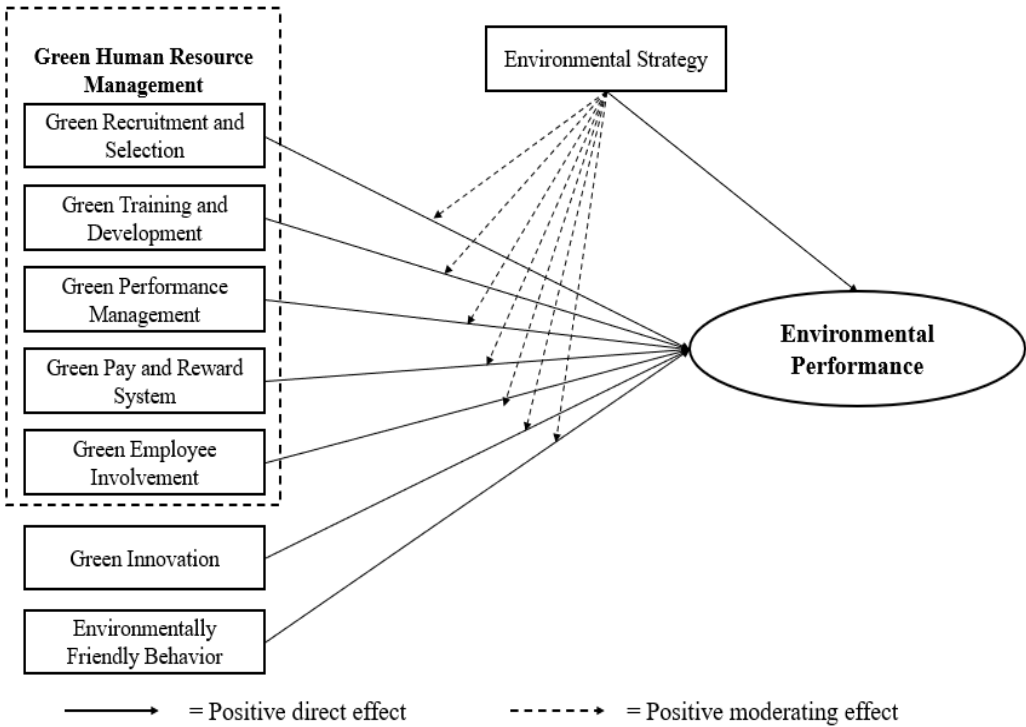 Green Human Resource
Management
Green Recruitment and
Selection
Green Training and
Development
Green Performance
Management
Green Pay and Reward
System
Green Employee
Involvement
Green Innovation
Environmentally
Friendly Behavior
Environmental Strategy
Environmental
Performance
= Positive direct effect
= Positive moderating effect